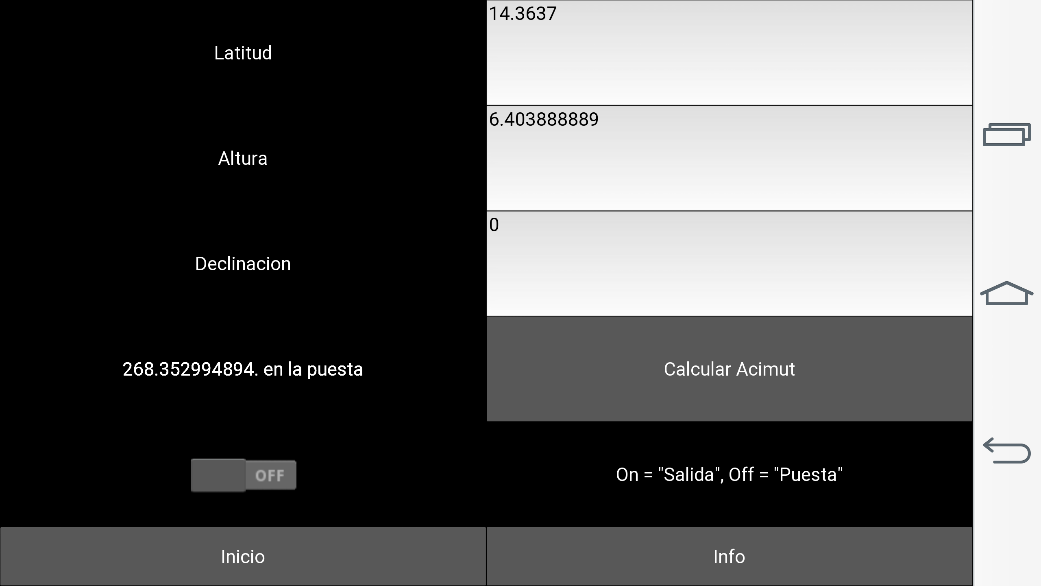 Latitud
14.3637
Altura
6.403888889
Declinacion
0
268.352994894. en la puesta
Calcular Acimut
OFF
On = "Salida", Off = "Puesta"
Inicio
Info